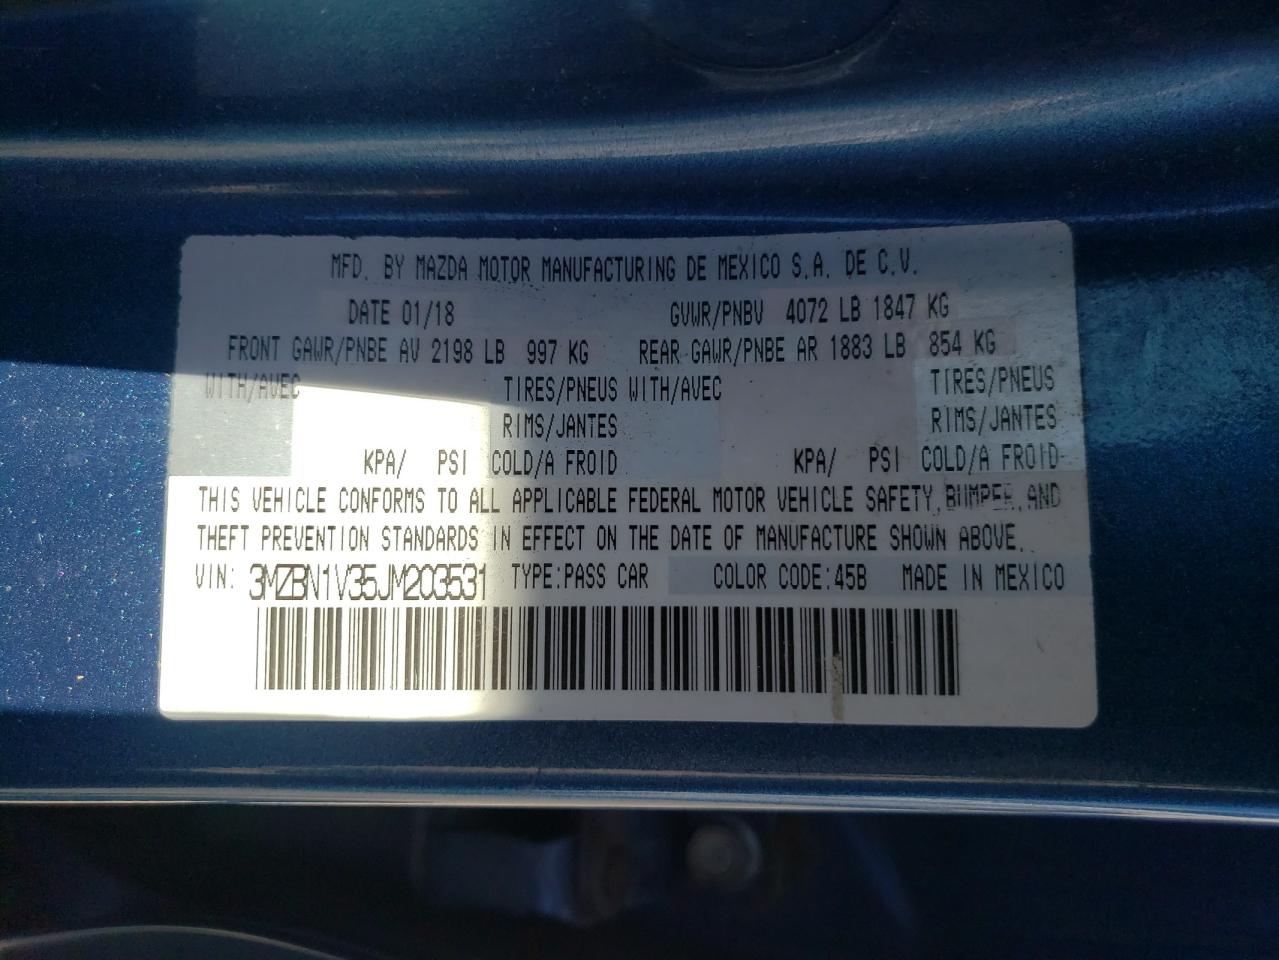 MFD. BY MAZDA MOTOR MANUFACTURING DE MEXICO S.A. DE C.V.
DATE 01/18 GVWR/PNBV 4072 LB 1847 KG
FRONT GAWR/PNBE AV 2198 LB 997 KG REAR GAWR/PNBE AR 1883 LB 854 KG
WITH/AVEC TIRES/PNEUS WITH/AVEC TIRES/PNEUS
RIMS/JANTES RIMS/JANTES
KPA/ PSI COLD/A FROID KPA/ PSI COLD/A FROID
THIS VEHICLE CONFORMS TO ALL APPLICABLE FEDERAL MOTOR VEHICLE SAFETY, BUMPER, AND
THEFT PREVENTION STANDARDS IN EFFECT ON THE DATE OF MANUFACTURE SHOWN ABOVE.
VIN: 3MZBN1V35JM203531 TYPE:PASS CAR COLOR CODE:45B MADE IN MEXICO